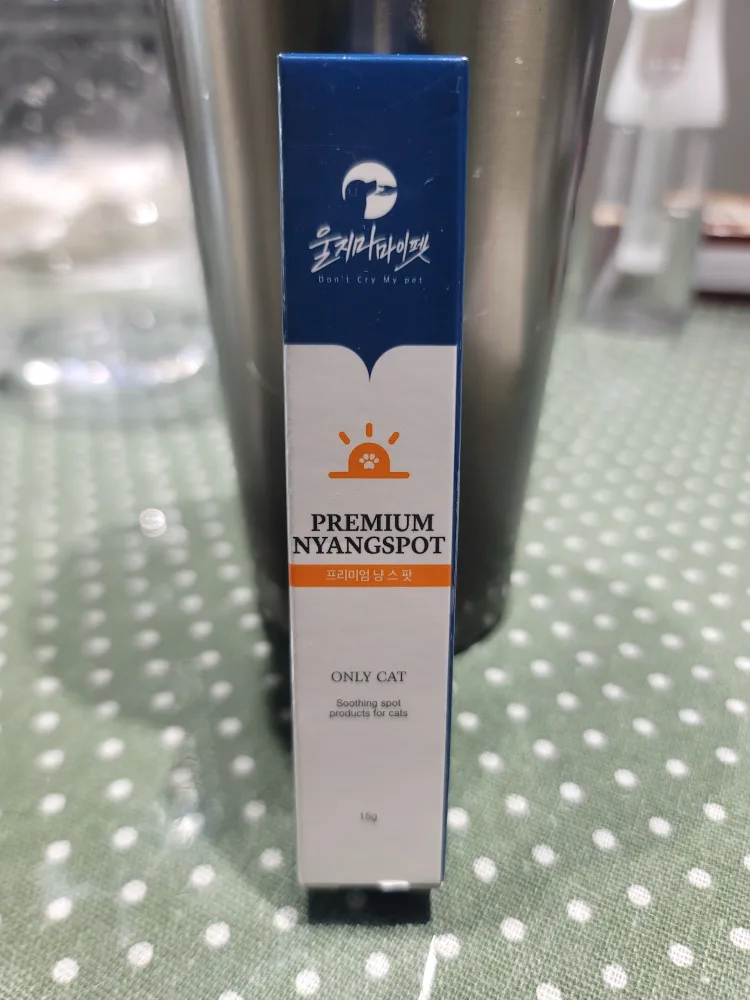 울지마마이펫
Don't Cry My pet
PREMIUM
NYANGSPOT
프리미엄 냥 스 팟
ONLY CAT
Soothing spot
products for cats
15g